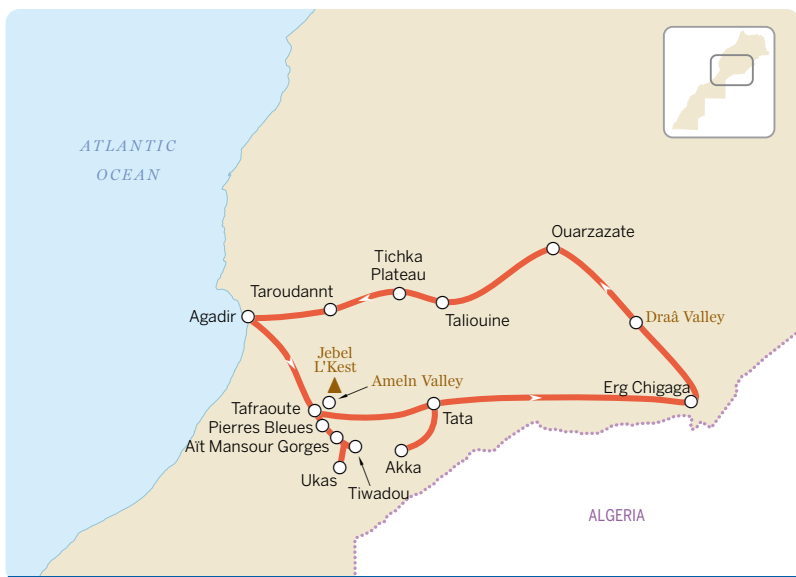 ATLANTIC
OCEAN
Ouarzazate
Tichka
Plateau
Taroudannt
Agadir
Taliouine
Draâ Valley
Jebel
L'Kest
Ameln Valley
Erg Chigaga
Tafraoute
Tata
Pierres Bleues
Aït Mansour Gorges
Akka
Ukas
Tiwadou
ALGERIA